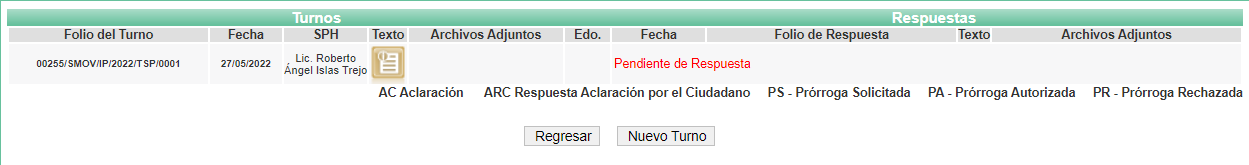 Turnos Respuestas
Folio del Turno Fecha SPH Texto Archivos Adjuntos Edo. Fecha Folio de Respuesta Texto Archivos Adjuntos
00255/SMOV/IP/2022/TSP/0001 27/05/2022 Lic. Roberto
Ángel Islas Trejo
Pendiente de Respuesta
AC Aclaración ARC Respuesta Aclaración por el Ciudadano PS - Prórroga Solicitada PA - Prórroga Autorizada PR - Prórroga Rechazada
Regresar Nuevo Turno